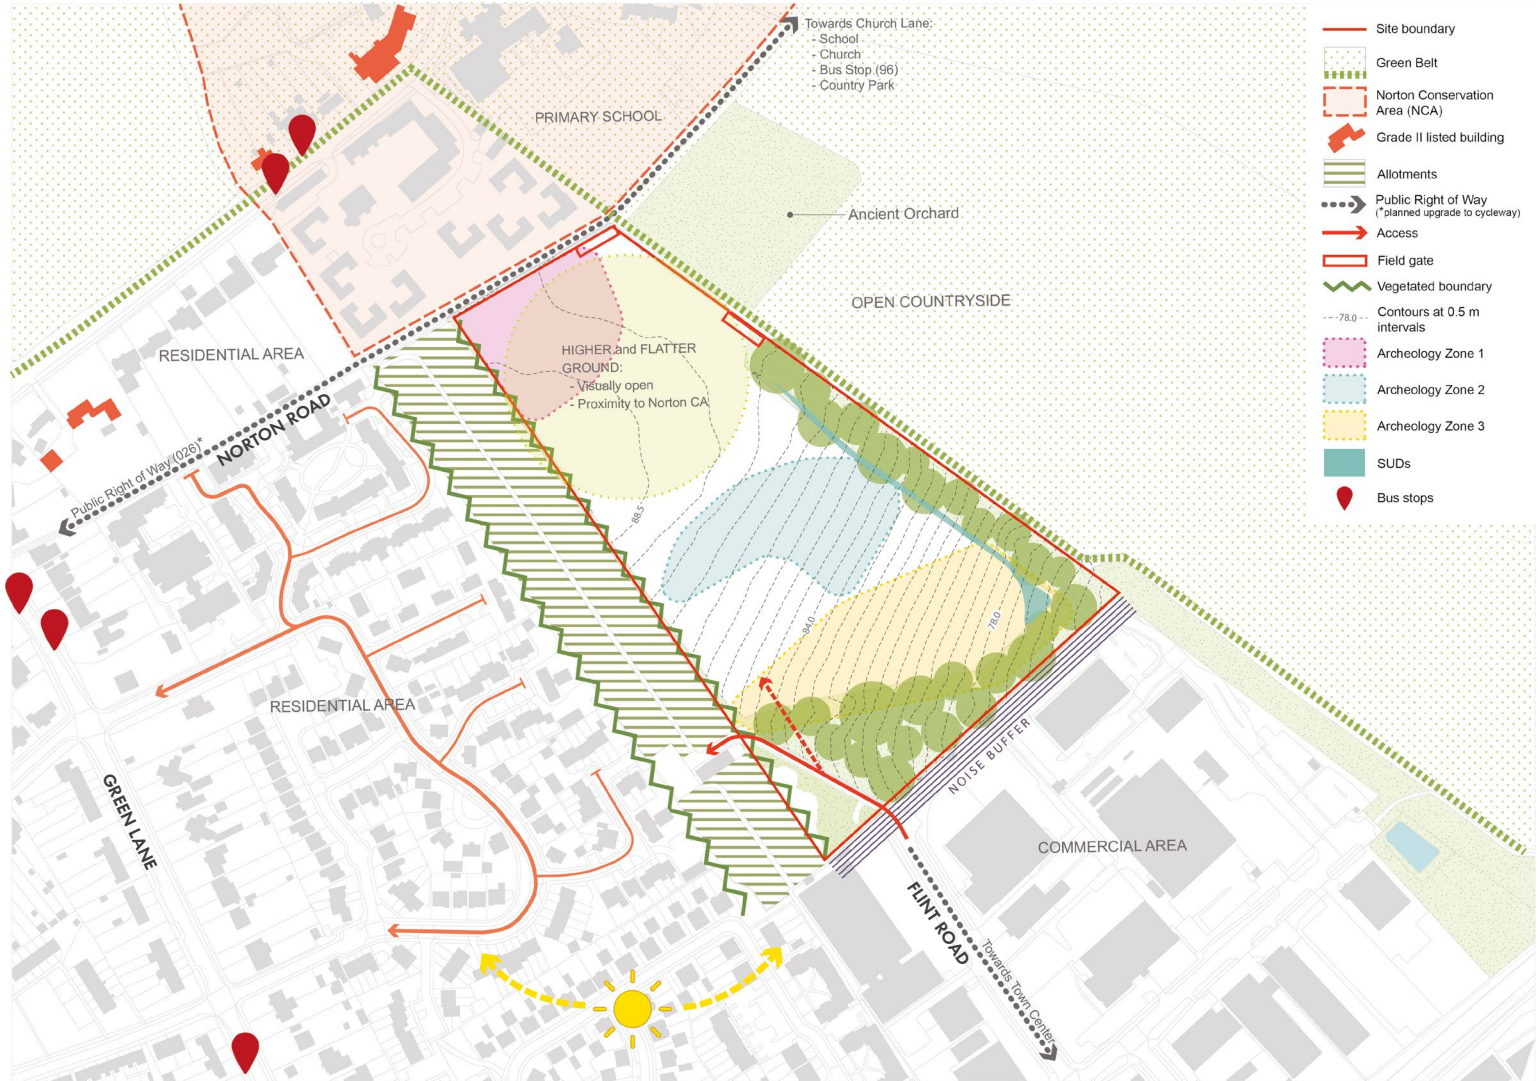 Towards Church Lane:
- School
- Church
- Bus Stop (96)
- Country Park
PRIMARY SCHOOL
Ancient Orchard
OPEN COUNTRYSIDE
RESIDENTIAL AREA
HIGHER and FLATTER
GROUND:
- Visually open
- Proximity to Norton CA
NORTON ROAD
Public Right of Way (026)*
88.5
84.0
78.0
RESIDENTIAL AREA
GREEN LANE
NOISE BUFFER
COMMERCIAL AREA
FLINT ROAD
Towards Town Center
Site boundary
Green Belt
Norton Conservation
Area (NCA)
Grade II listed building
Allotments
Public Right of Way
(*planned upgrade to cycleway)
Access
Field gate
Vegetated boundary
-78.0-
Contours at 0.5 m
intervals
Archeology Zone 1
Archeology Zone 2
Archeology Zone 3
SUDs
Bus stops